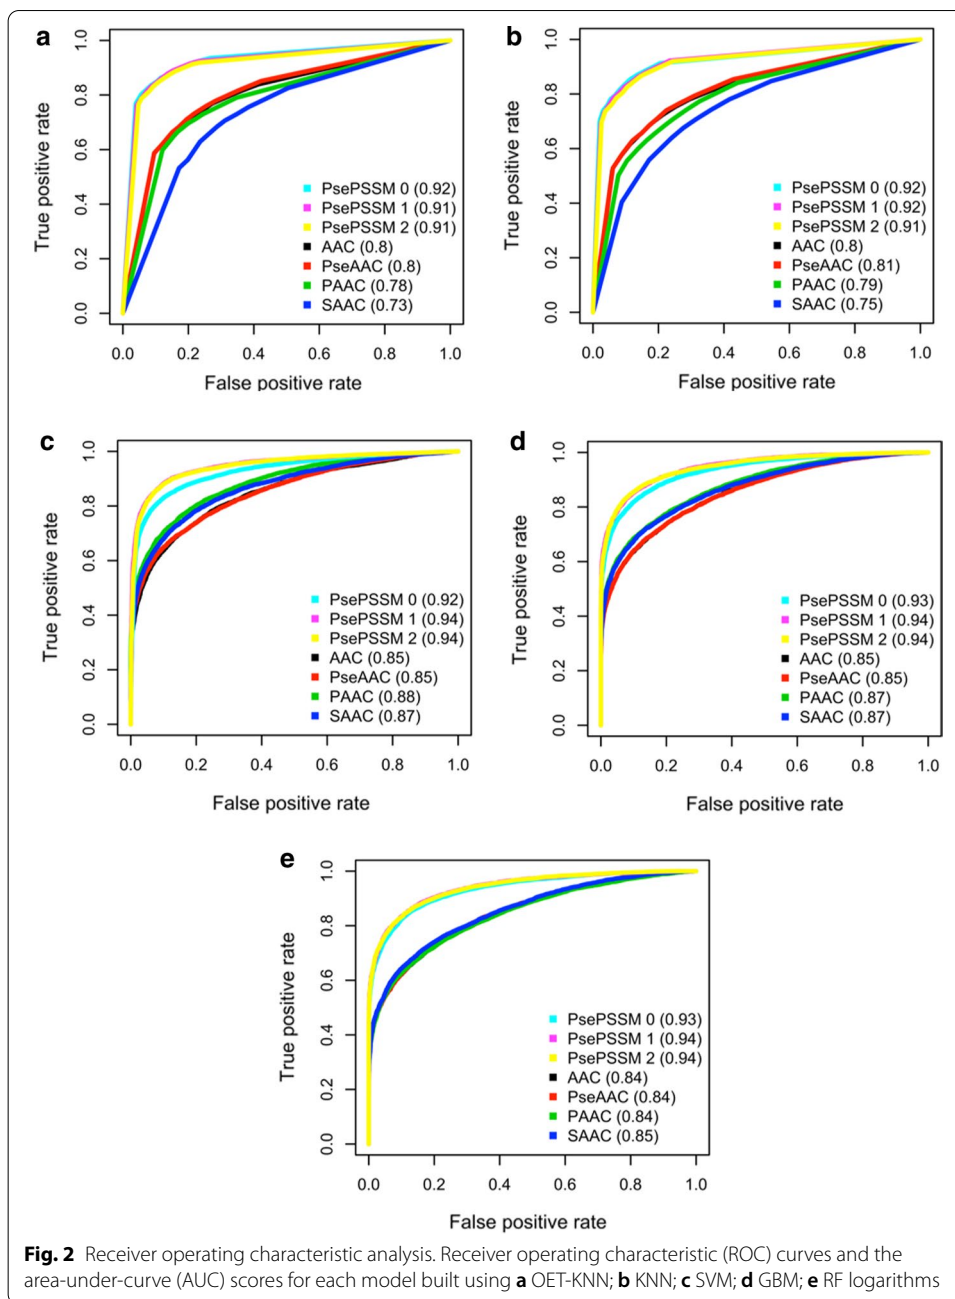 a
True positive rate
1.0
0.8
0.6
0.4
0.2
0.0
PsePSSM 0 (0.92)
PsePSSM 1 (0.91)
PsePSSM 2 (0.91)
AAC (0.8)
PseAAC (0.8)
PAAC (0.78)
SAAC (0.73)
0.0 0.2 0.4 0.6 0.8 1.0
False positive rate
b
True positive rate
1.0
0.8
0.6
0.4
0.2
0.0
PsePSSM 0 (0.92)
PsePSSM 1 (0.92)
PsePSSM 2 (0.91)
AAC (0.8)
PseAAC (0.81)
PAAC (0.79)
SAAC (0.75)
0.0 0.2 0.4 0.6 0.8 1.0
False positive rate
c
True positive rate
1.0
0.8
0.6
0.4
0.2
0.0
PsePSSM 0 (0.92)
PsePSSM 1 (0.94)
PsePSSM 2 (0.94)
AAC (0.85)
PseAAC (0.85)
PAAC (0.88)
SAAC (0.87)
0.0 0.2 0.4 0.6 0.8 1.0
False positive rate
d
True positive rate
1.0
0.8
0.6
0.4
0.2
0.0
PsePSSM 0 (0.93)
PsePSSM 1 (0.94)
PsePSSM 2 (0.94)
AAC (0.85)
PseAAC (0.85)
PAAC (0.87)
SAAC (0.87)
0.0 0.2 0.4 0.6 0.8 1.0
False positive rate
e
True positive rate
1.0
0.8
0.6
0.4
0.2
0.0
PsePSSM 0 (0.93)
PsePSSM 1 (0.94)
PsePSSM 2 (0.94)
AAC (0.84)
PseAAC (0.84)
PAAC (0.84)
SAAC (0.85)
0.0 0.2 0.4 0.6 0.8 1.0
False positive rate
Fig. 2 Receiver operating characteristic analysis. Receiver operating characteristic (ROC) curves and the
area-under-curve (AUC) scores for each model built using a OET-KNN; b KNN; c SVM; d GBM; e RF logarithms